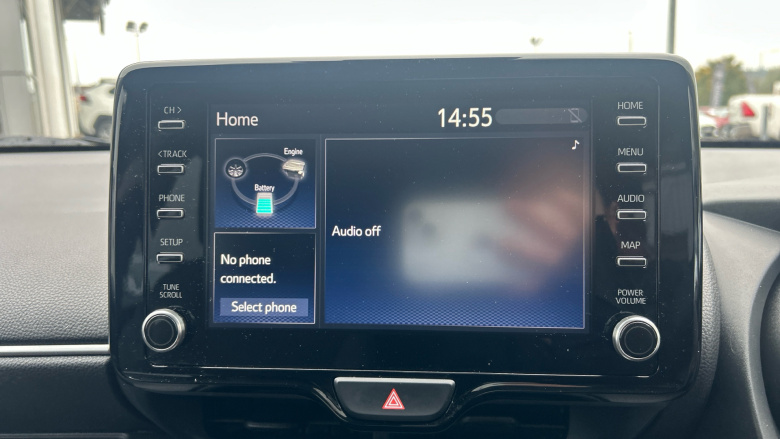 CH >
< TRACK
PHONE
SETUP
TUNE
SCROLL
Home
14:55
Engine
Battery
No phone
connected.
Select phone
♪
Audio off
HOME
MENU
AUDIO
MAP
POWER
VOLUME